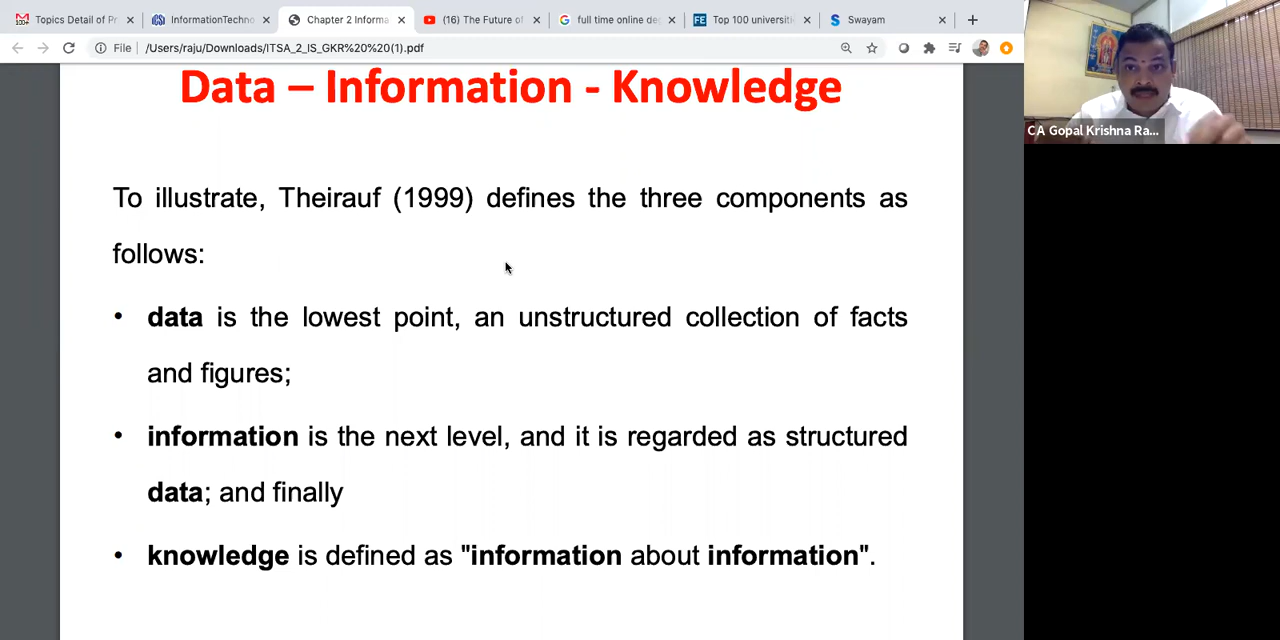 Topics Detail of Pr
InformationTechno
Chapter 2 Informa
(16) The Future of
full time online deg
Top 100 universiti
Swayam
File
/Users/raju/Downloads/ITSA_2_IS_GKR%20%20(1).pdf
Data – Information - Knowledge
To illustrate, Theirauf (1999) defines the three components as
follows:
• data is the lowest point, an unstructured collection of facts
and figures;
• information is the next level, and it is regarded as structured
data; and finally
• knowledge is defined as "information about information".
C A Gopal Krishna Ra...